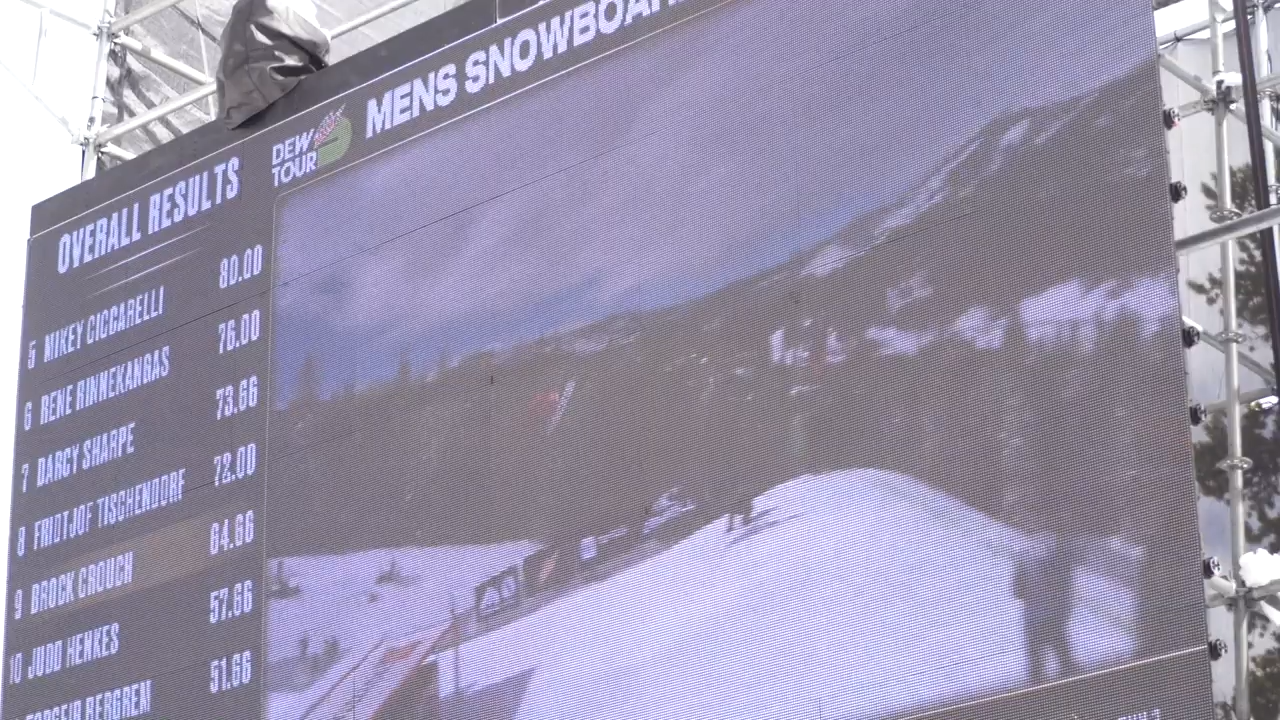 MENS SNOWBOAR
DEW
TOUR
OVERALL RESULTS
5 MIKEY CICCARELLI 80.00
6 RENE RINNEKANGAS 76.00
7 DARCY SHARPE 73.66
8 FRIDTJOF TISCHENDORF 72.00
9 BROCK CROUCH 64.66
10 JUDD HENKES 57.66
TORGEIR BERGREM 51.66